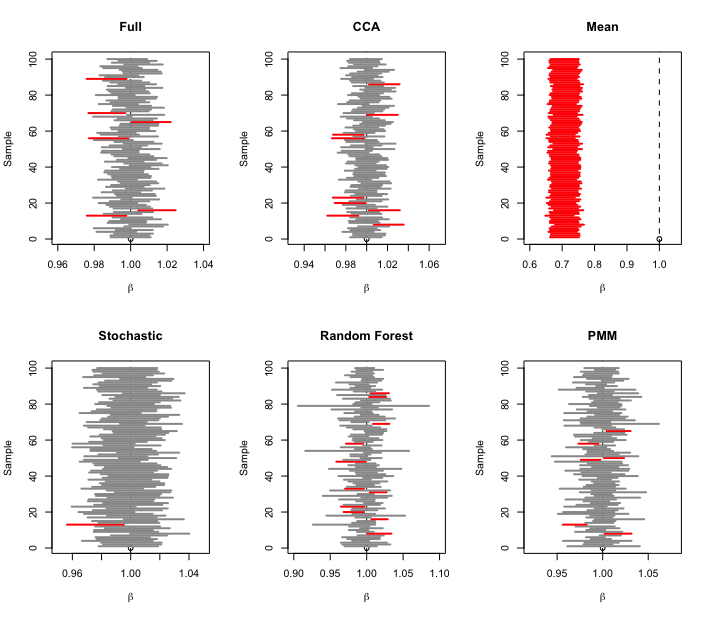 Full
Sample
0 20 40 60 80 100
0.96 0.98 1.00 1.02 1.04
β
CCA
Sample
0 20 40 60 80 100
0.94 0.98 1.02 1.06
β
Mean
Sample
0 20 40 60 80 100
0.6 0.7 0.8 0.9 1.0
β
Stochastic
Sample
0 20 40 60 80 100
0.96 1.00 1.04
β
Random Forest
Sample
0 20 40 60 80 100
0.90 0.95 1.00 1.05 1.10
β
PMM
Sample
0 20 40 60 80 100
0.95 1.00 1.05
β